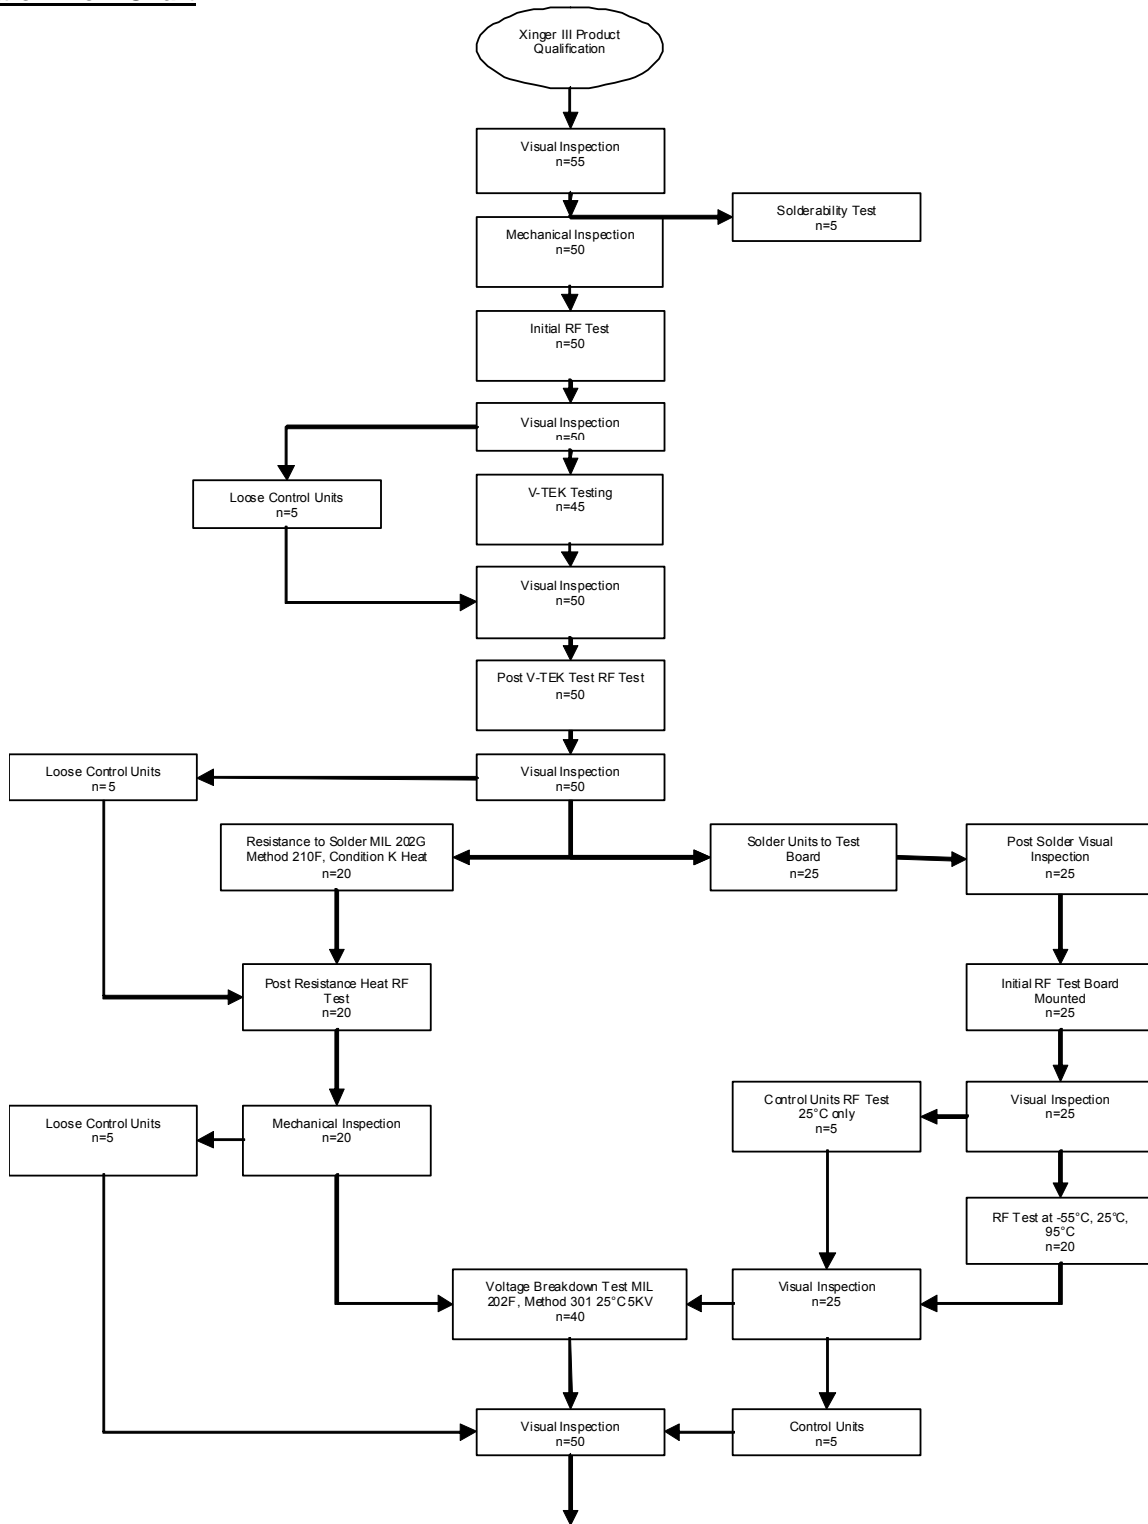 Xinger III Product
Qualification
Visual Inspection
n=55
Solderability Test
n=5
Mechanical Inspection
n=50
Initial RF Test
n=50
Visual Inspection
n=50
Loose Control Units
n=5
V-TEK Testing
n=45
Visual Inspection
n=50
Post V-TEK Test RF Test
n=50
Loose Control Units
n=5
Visual Inspection
n=50
Resistance to Solder MIL 202G
Method 210F, Condition K Heat
n=20
Solder Units to Test
Board
n=25
Post Solder Visual
Inspection
n=25
Post Resistance Heat RF
Test
n=20
Initial RF Test Board
Mounted
n=25
Loose Control Units
n=5
Mechanical Inspection
n=20
Control Units RF Test
25°C only
n=5
Visual Inspection
n=25
RF Test at -55°C, 25°C,
95°C
n=20
Voltage Breakdown Test MIL
202F, Method 301 25°C 5KV
n=40
Visual Inspection
n=25
Visual Inspection
n=50
Control Units
n=5